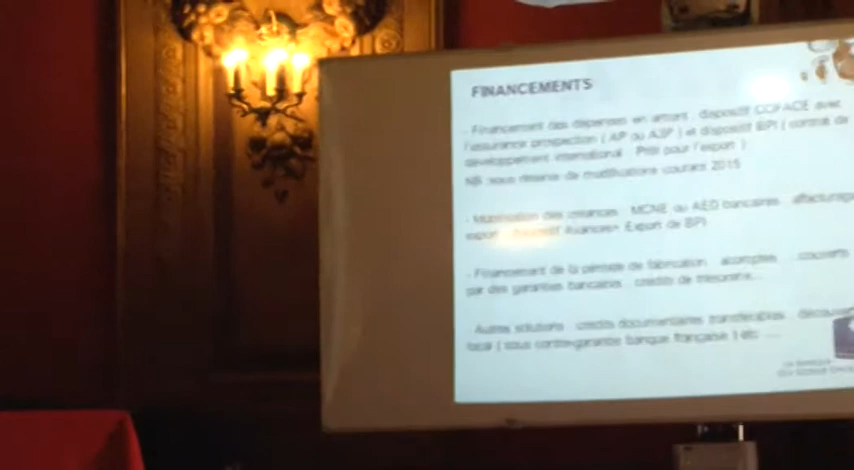 FINANCEMENTS
- Financement des dépenses en amont : dispositif COFACE avec
l'assurance prospection ( AP ou A3P ) et dispositif BPI ( contrat de
développement international : Prêt pour l'export )
NB : sous réserve de modifications courant 2015
- Mobilisation des créances : MCNE ou AED bancaires affacturage
export dispositif Avance+ Export de BPI
- Financement de la période de fabrication : acomptes couverts
par des garanties bancaires crédits de trésorerie...
Autres solutions : crédits documentaires transférables découvert
local ( sous contre-garantie banque française ) etc ....